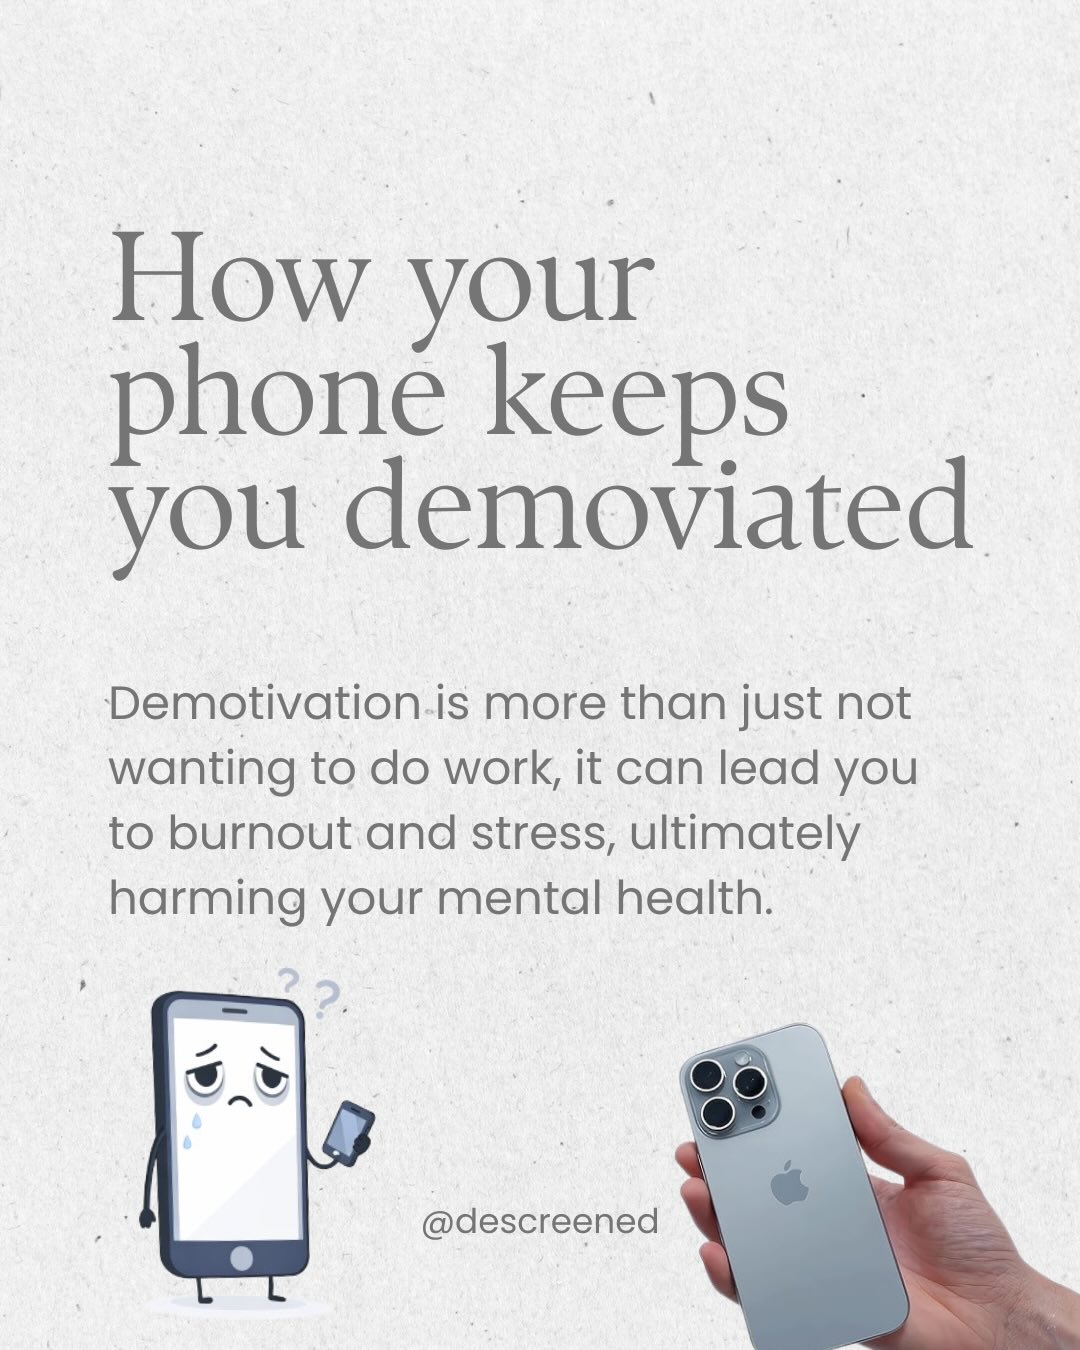 How your
phone keeps
you demoviated
Demotivation is more than just not
wanting to do work, it can lead you
to burnout and stress, ultimately
harming your mental health.
? ?
@descreened